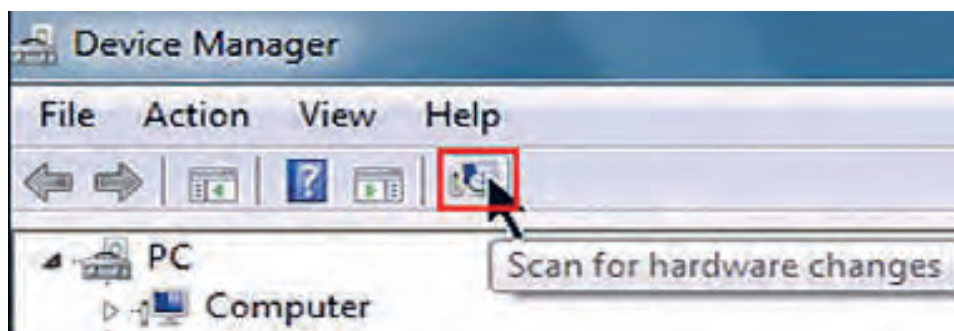 Device Manager
File Action View Help
?
Scan for hardware changes
PC
Computer